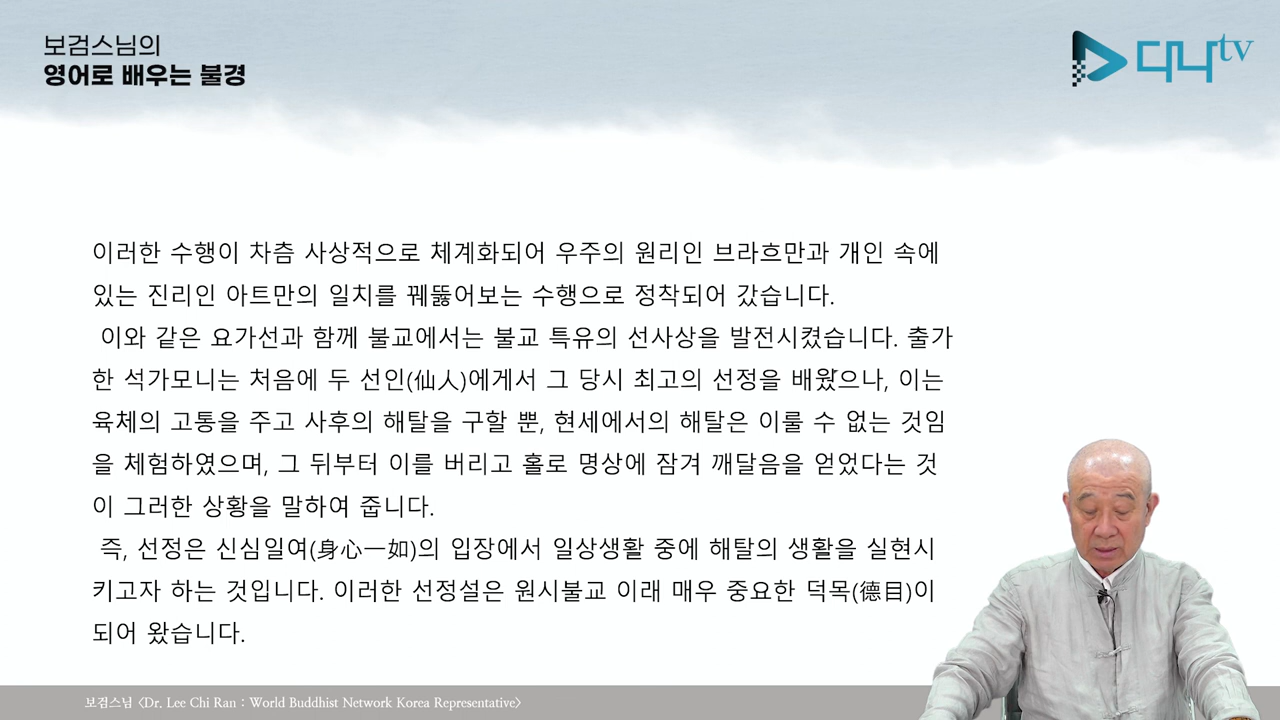 보검스님의
영어로 배우는 불경
다나tv
이러한 수행이 차츰 사상적으로 체계화되어 우주의 원리인 브라흐만과 개인 속에
있는 진리인 아트만의 일치를 꿰뚫어보는 수행으로 정착되어 갔습니다.
이와 같은 요가선과 함께 불교에서는 불교 특유의 선사상을 발전시켰습니다. 출가
한 석가모니는 처음에 두 선인(仙人)에게서 그 당시 최고의 선정을 배웠으나, 이는
육체의 고통을 주고 사후의 해탈을 구할 뿐, 현세에서의 해탈은 이룰 수 없는 것임
을 체험하였으며, 그 뒤부터 이를 버리고 홀로 명상에 잠겨 깨달음을 얻었다는 것
이 그러한 상황을 말하여 줍니다.
즉, 선정은 신심일여(身心一如)의 입장에서 일상생활 중에 해탈의 생활을 실현시
키고자 하는 것입니다. 이러한 선정설은 원시불교 이래 매우 중요한 덕목(德目)이
되어 왔습니다.
보검스님 <Dr. Lee Chi Ran : World Buddhist Network Korea Representative>